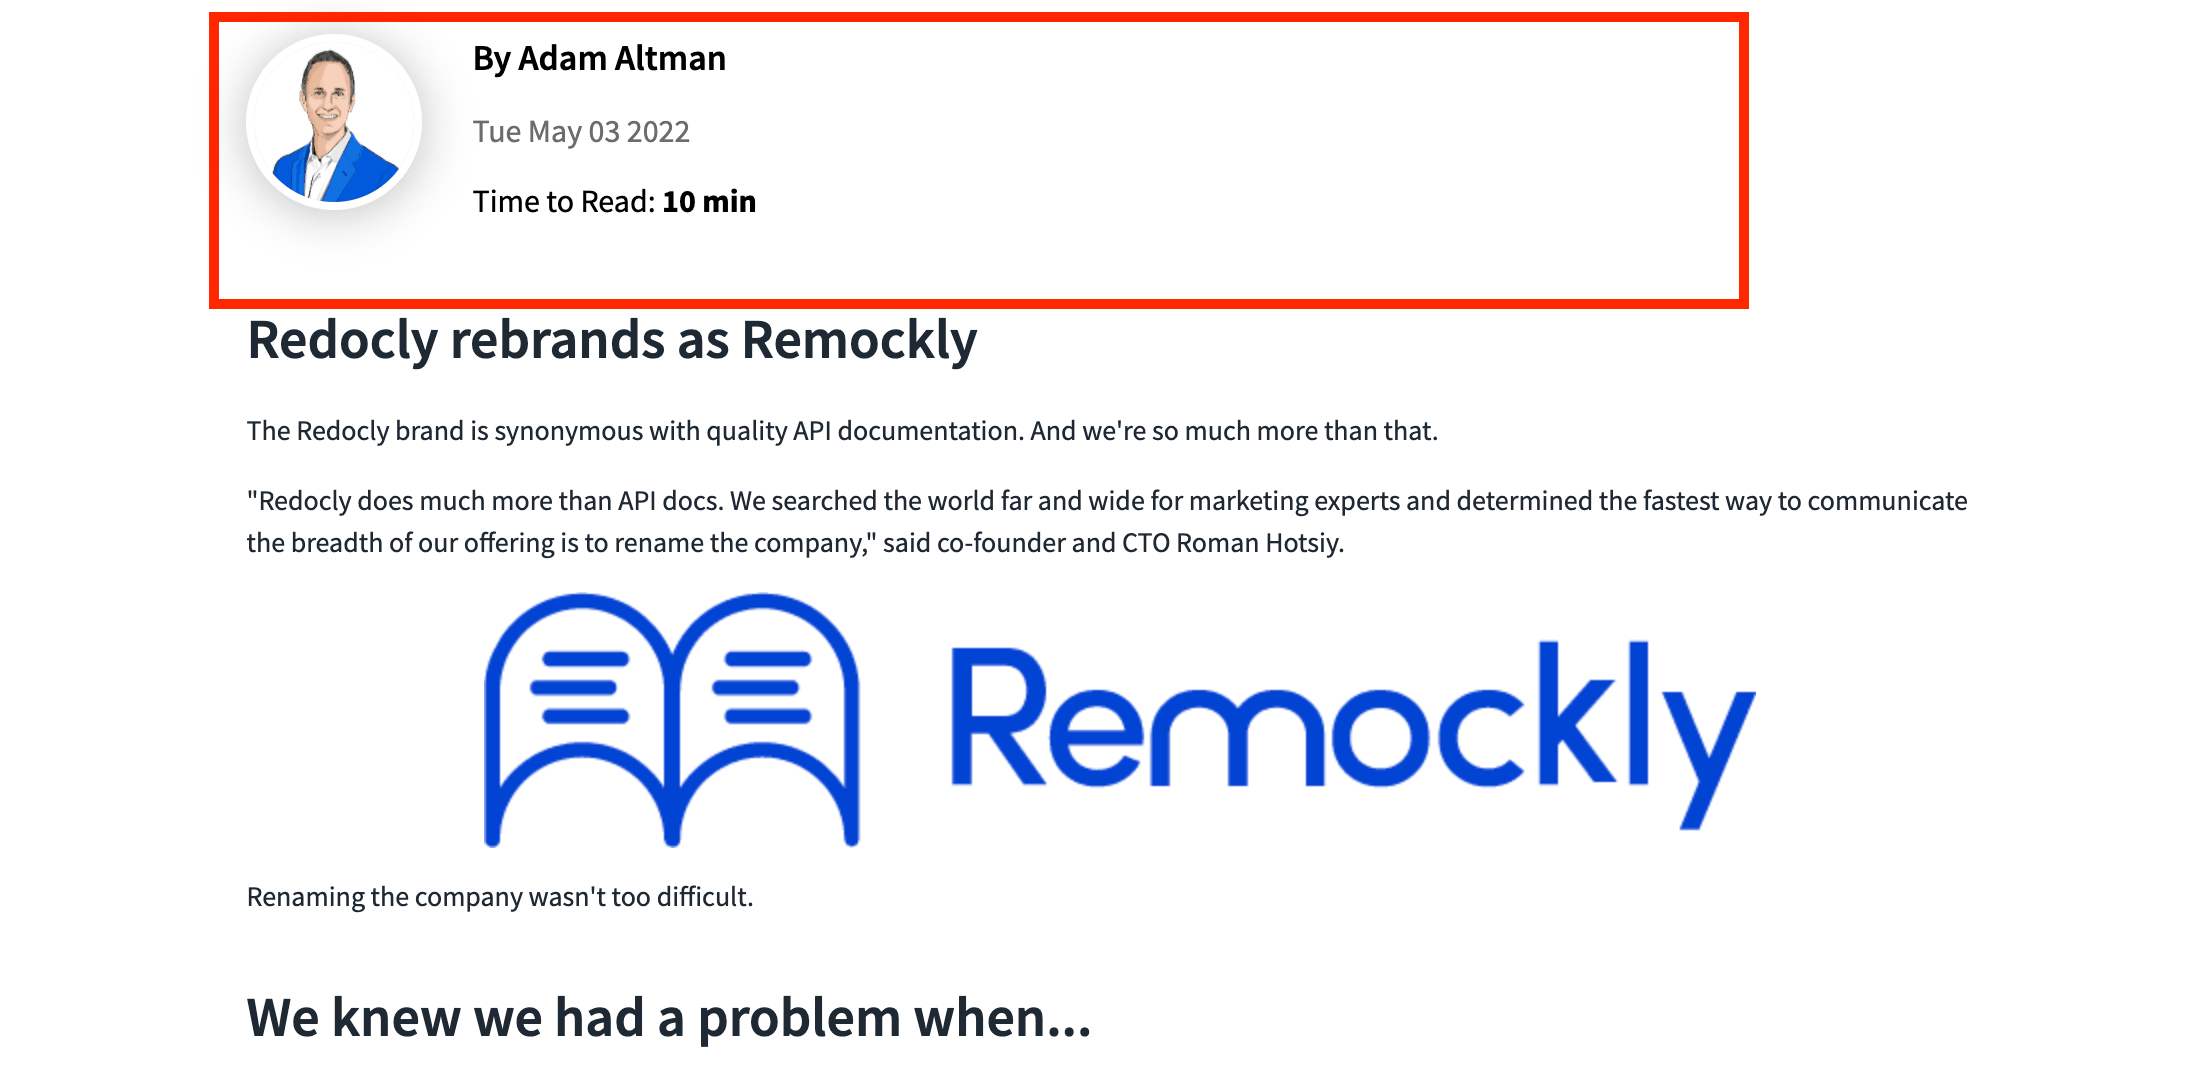 By Adam Altman
Tue May 03 2022
Time to Read: 10 min
Redocly rebrands as Remockly
The Redocly brand is synonymous with quality API documentation. And we're so much more than that.
"Redocly does much more than API docs. We searched the world far and wide for marketing experts and determined the fastest way to communicate
the breadth of our offering is to rename the company," said co-founder and CTO Roman Hotsiy.
Remockly
Renaming the company wasn't too difficult.
We knew we had a problem when...